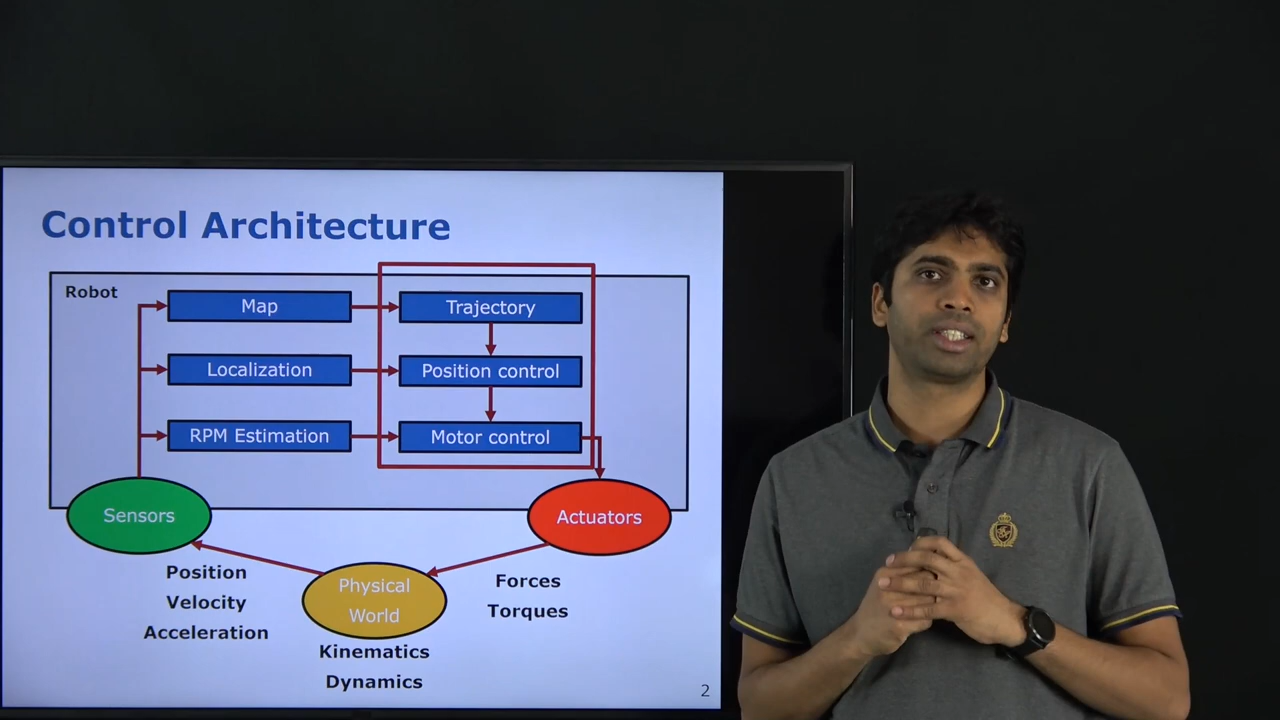 Control Architecture
Robot
Map
Trajectory
Localization
Position control
RPM Estimation
Motor control
Sensors
Actuators
Position
Velocity
Acceleration
Physical
World
Forces
Torques
Kinematics
Dynamics
2